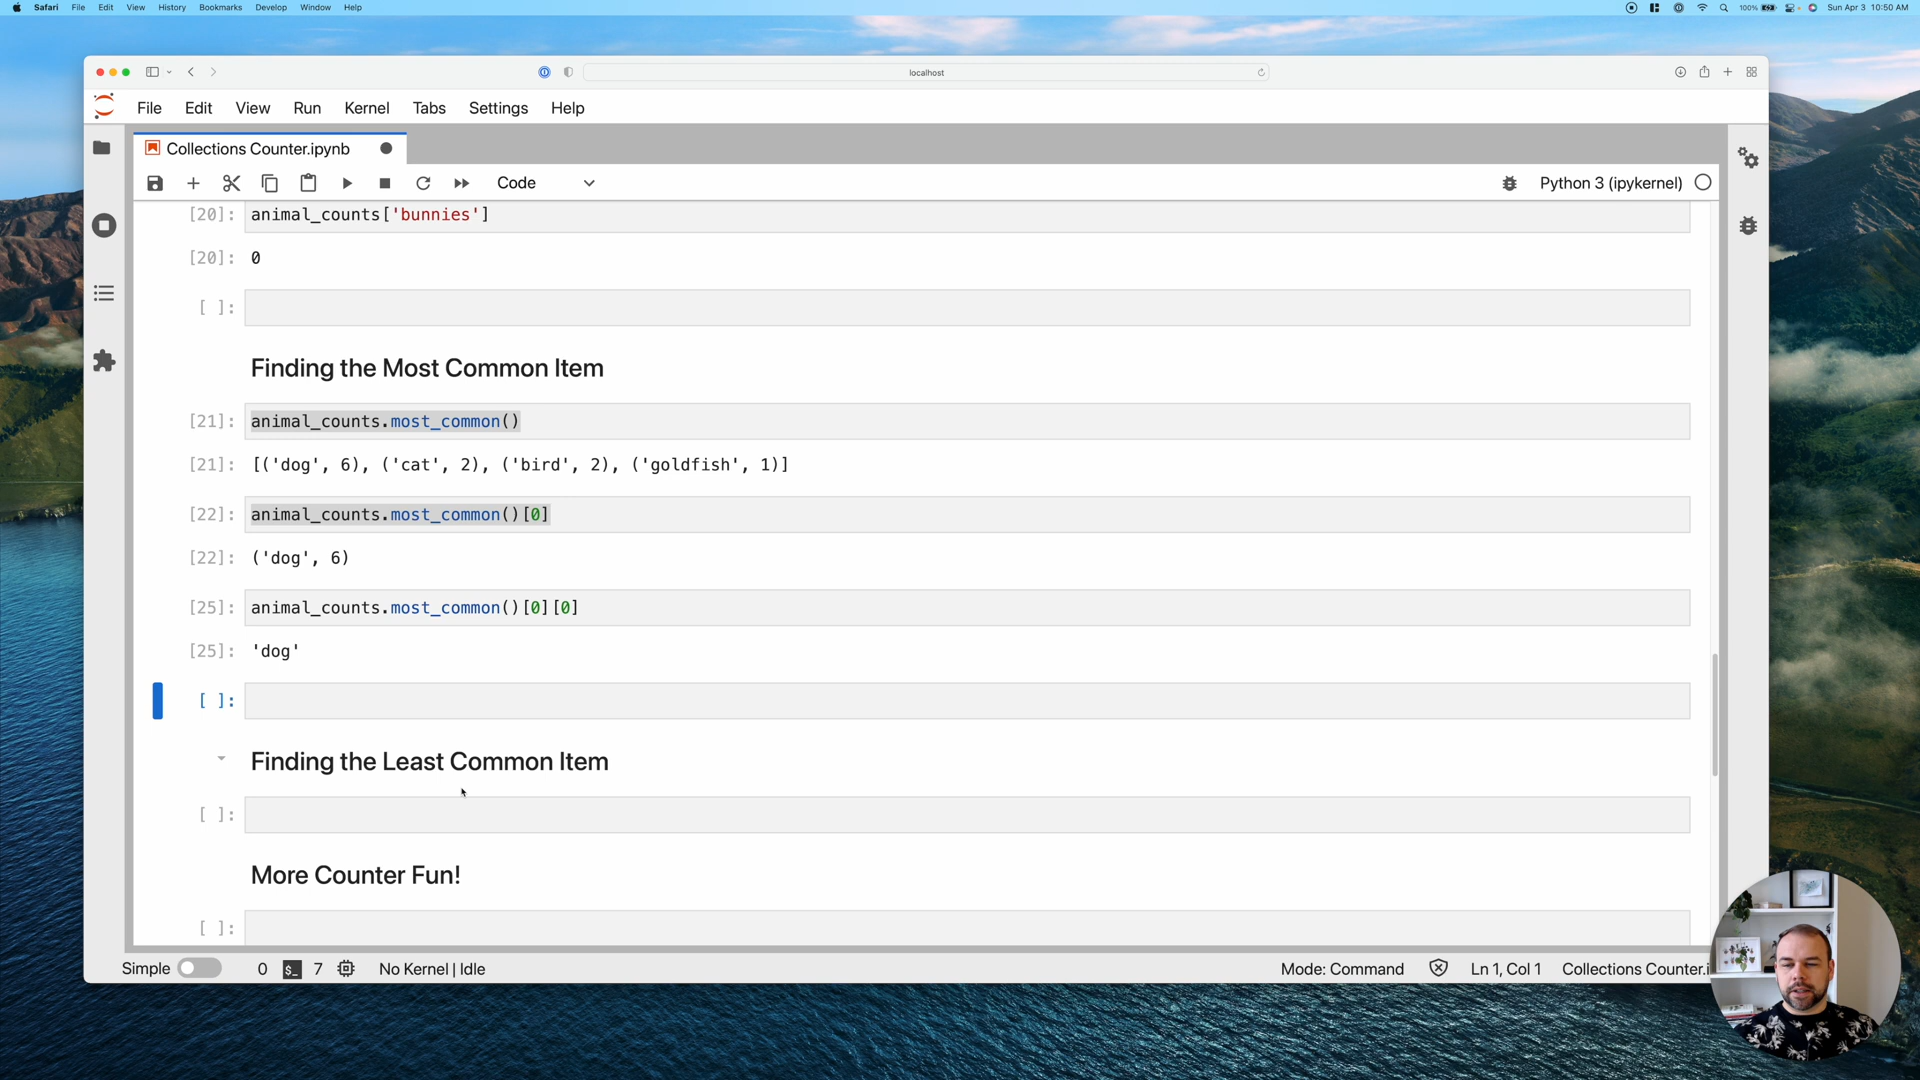 Safari File Edit View History Bookmarks Develop Window Help 100% Sun Apr 3 10:50 AM
localhost
File Edit View Run Kernel Tabs Settings Help
Collections Counter.ipynb
Code Python 3 (ipykernel)
[20]: animal_counts['bunnies']
[20]: 0
[ ]:
Finding the Most Common Item
[21]: animal_counts.most_common()
[21]: [('dog', 6), ('cat', 2), ('bird', 2), ('goldfish', 1)]
[22]: animal_counts.most_common()[0]
[22]: ('dog', 6)
[25]: animal_counts.most_common()[0][0]
[25]: 'dog'
[ ]:
Finding the Least Common Item
[ ]:
More Counter Fun!
[ ]:
Simple 0 $_ 7 No Kernel | Idle Mode: Command Ln 1, Col 1 Collections Counter.i